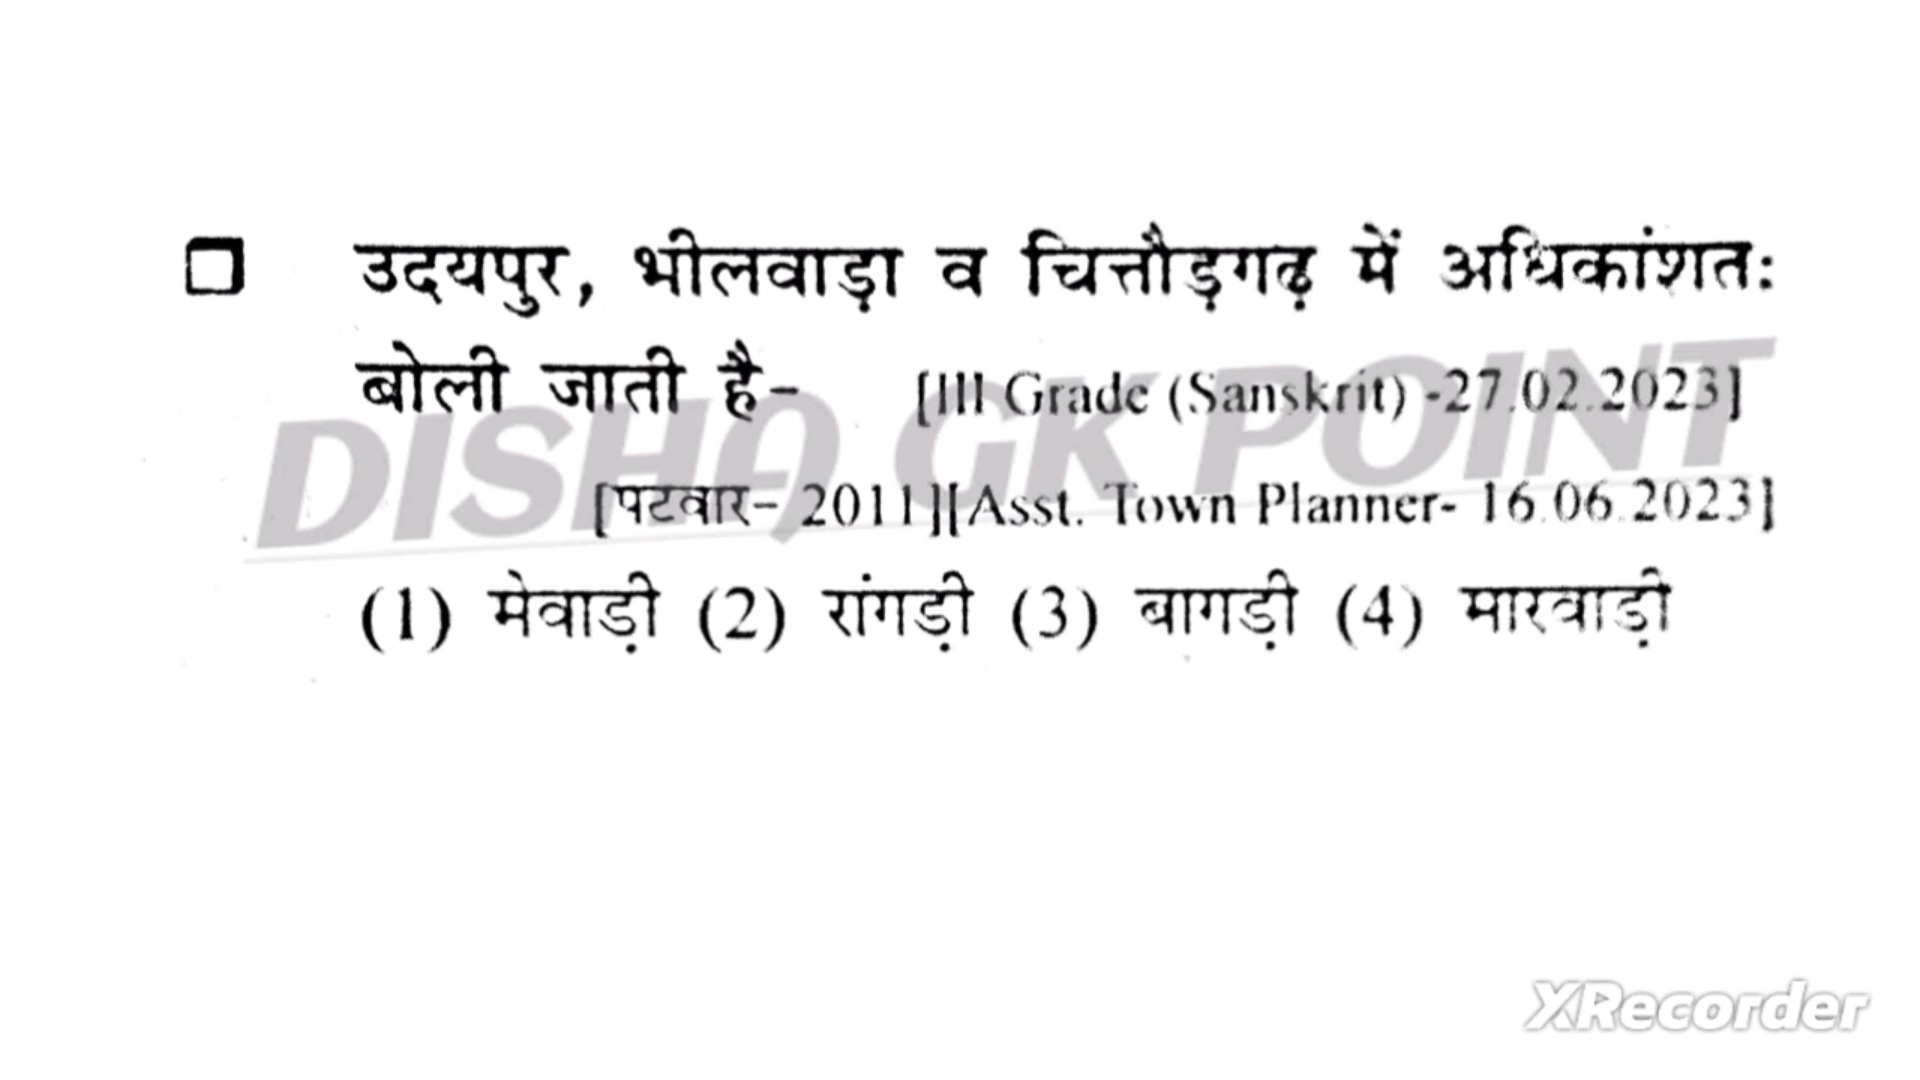 उदयपुर, भीलवाड़ा व चित्तौड़गढ़ में अधिकांशतः
बोली जाती है- [III Grade (Sanskrit) -27.02.2023]
DISHA GK POINT
[पटवार- 2011][Asst. Town Planner- 16.06.2023]
(1) मेवाड़ी (2) रांगड़ी (3) बागड़ी (4) मारवाड़ी
XRecorder